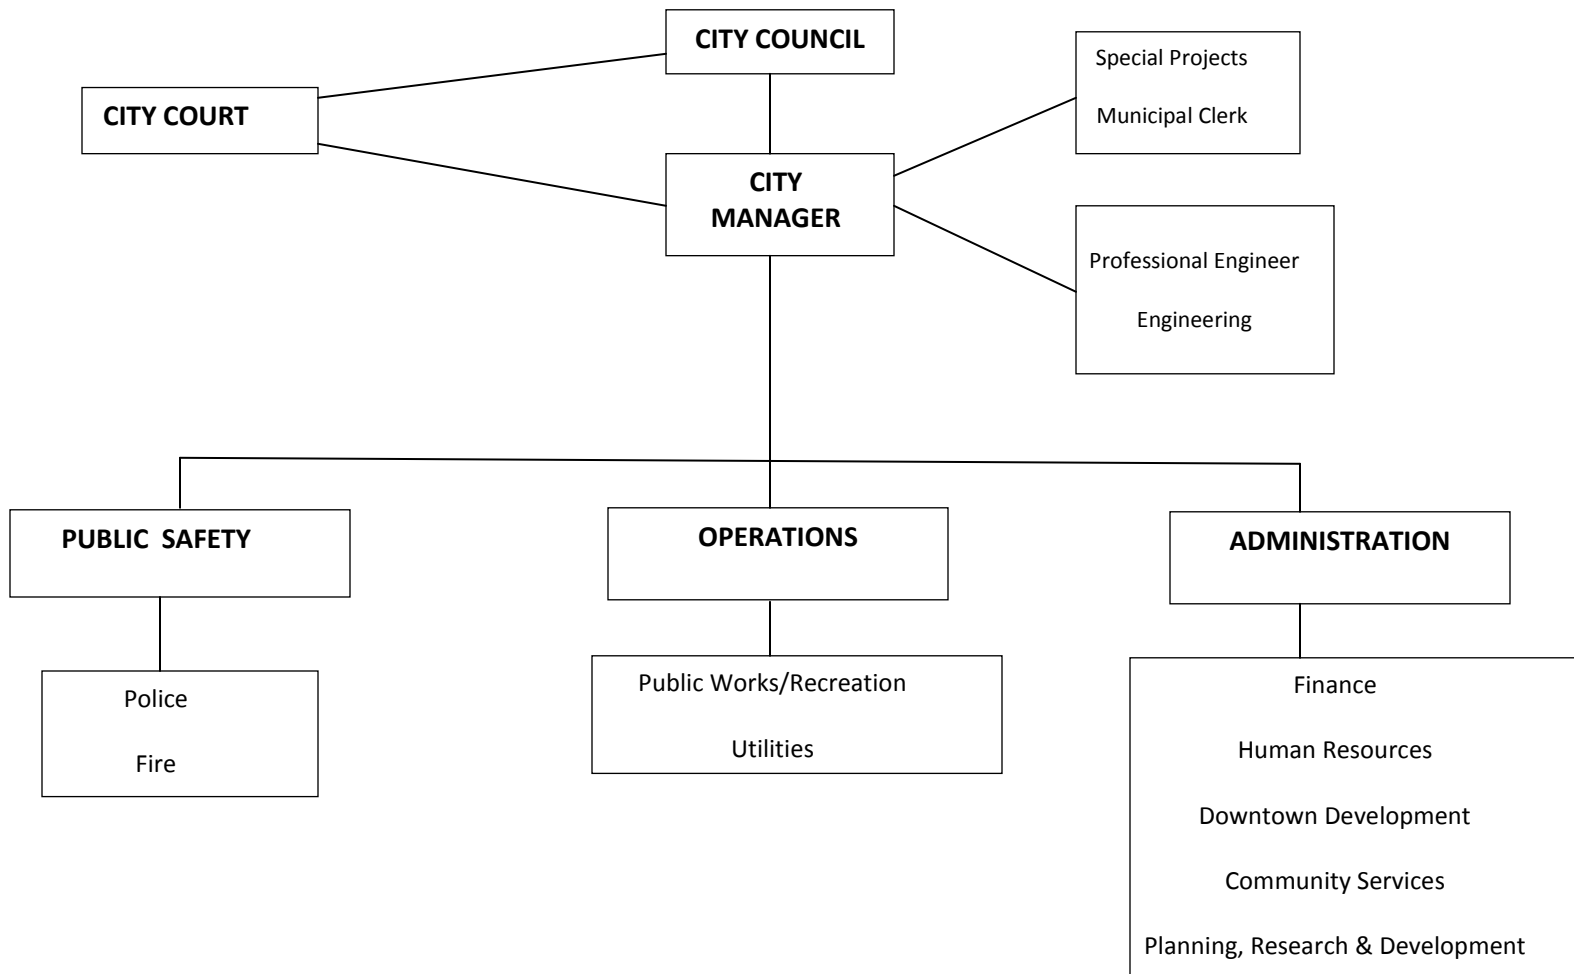 CITY COUNCIL
Special Projects
Municipal Clerk
CITY COURT
CITY
MANAGER
Professional Engineer
Engineering
PUBLIC  SAFETY
OPERATIONS
ADMINISTRATION
Police
Fire
Public Works/Recreation
Utilities
Finance
Human Resources
Downtown Development
Community Services
Planning, Research & Development